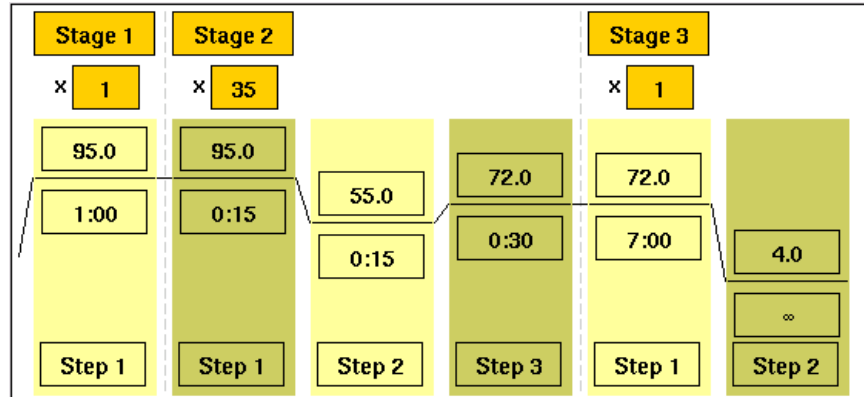 Stage 1 Stage 2 Stage 3
x 1 x 35 x 1
95.0 95.0 55.0 72.0 72.0 4.0
1:00 0:15 0:15 0:30 7:00 ∞
Step 1 Step 1 Step 2 Step 3 Step 1 Step 2